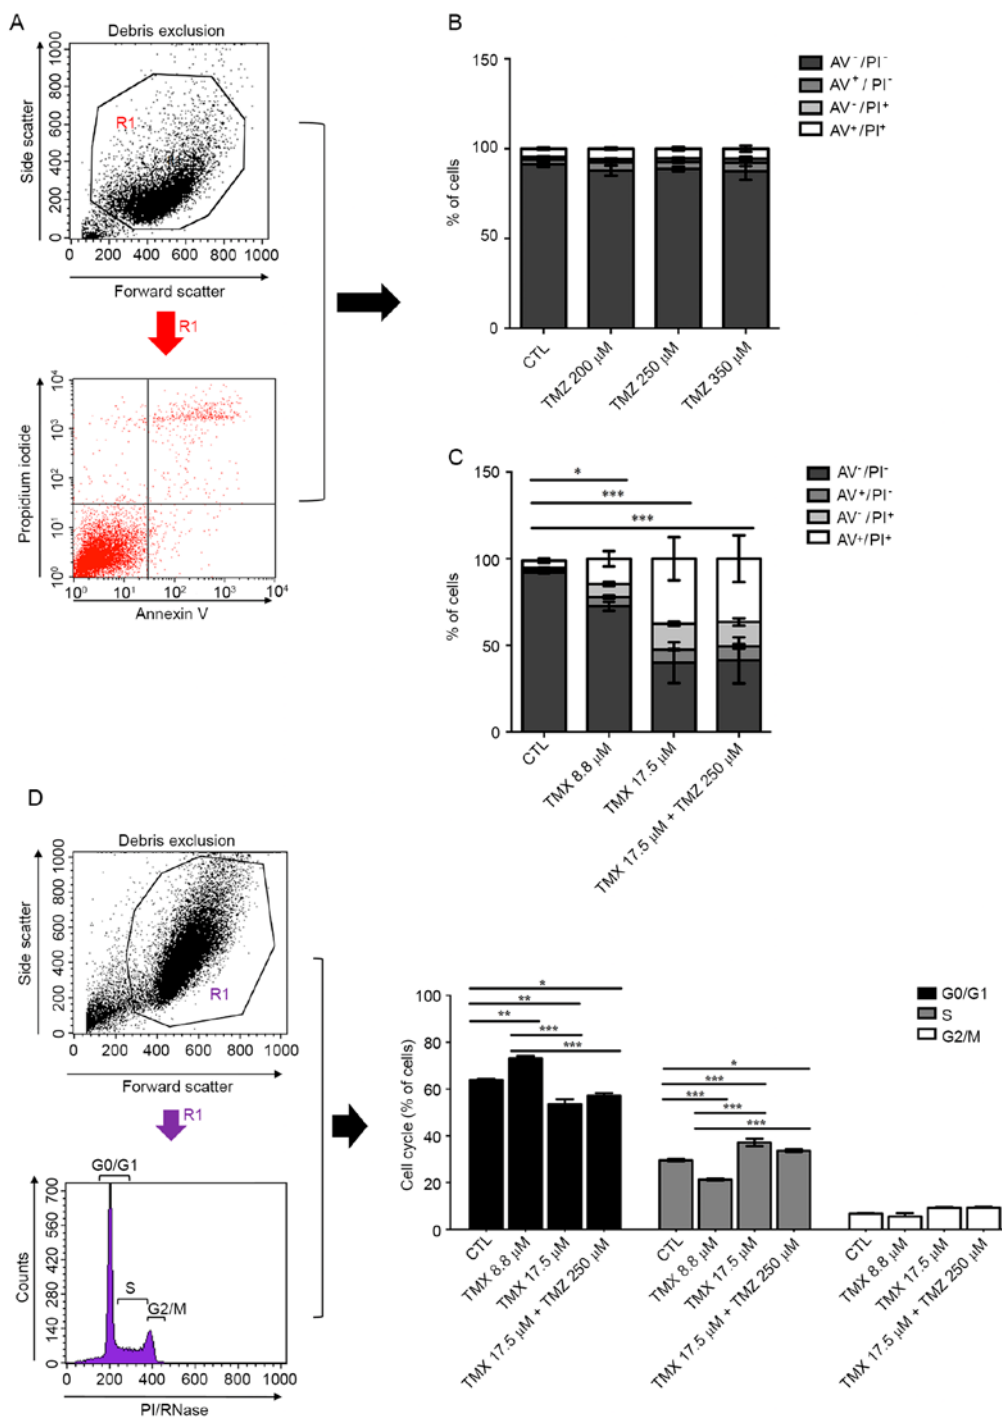 A
Debris exclusion
Side scatter
1000
800
600
400
200
0
R1
0 200 400 600 800 1000
Forward scatter
R1
Propidium iodide
10⁴
10³
10²
10¹
10⁰
10⁰ 10¹ 10² 10³ 10⁴
Annexin V
B
% of cells
150
100
50
0
AV⁻/PI⁻
AV⁺/PI⁻
AV⁻/PI⁺
AV⁺/PI⁺
CTL
TMZ 200 µM
TMZ 250 µM
TMZ 350 µM
C
% of cells
150
100
50
0
*
***
***
AV⁻/PI⁻
AV⁺/PI⁻
AV⁻/PI⁺
AV⁺/PI⁺
CTL
TMX 8.8 µM
TMX 17.5 µM
TMX 17.5 µM + TMZ 250 µM
D
Debris exclusion
Side scatter
1000
800
600
400
200
0
R1
0 200 400 600 800 1000
Forward scatter
R1
Counts
700
560
420
280
140
0
G0/G1
S
G2/M
0 200 400 600 800 1000
PI/RNase
Cell cycle (% of cells)
100
80
60
40
20
0
*
**
**
***
***
*
***
***
***
***
G0/G1
S
G2/M
CTL
TMX 8.8 µM
TMX 17.5 µM
TMX 17.5 µM + TMZ 250 µM
CTL
TMX 8.8 µM
TMX 17.5 µM
TMX 17.5 µM + TMZ 250 µM
CTL
TMX 8.8 µM
TMX 17.5 µM
TMX 17.5 µM + TMZ 250 µM